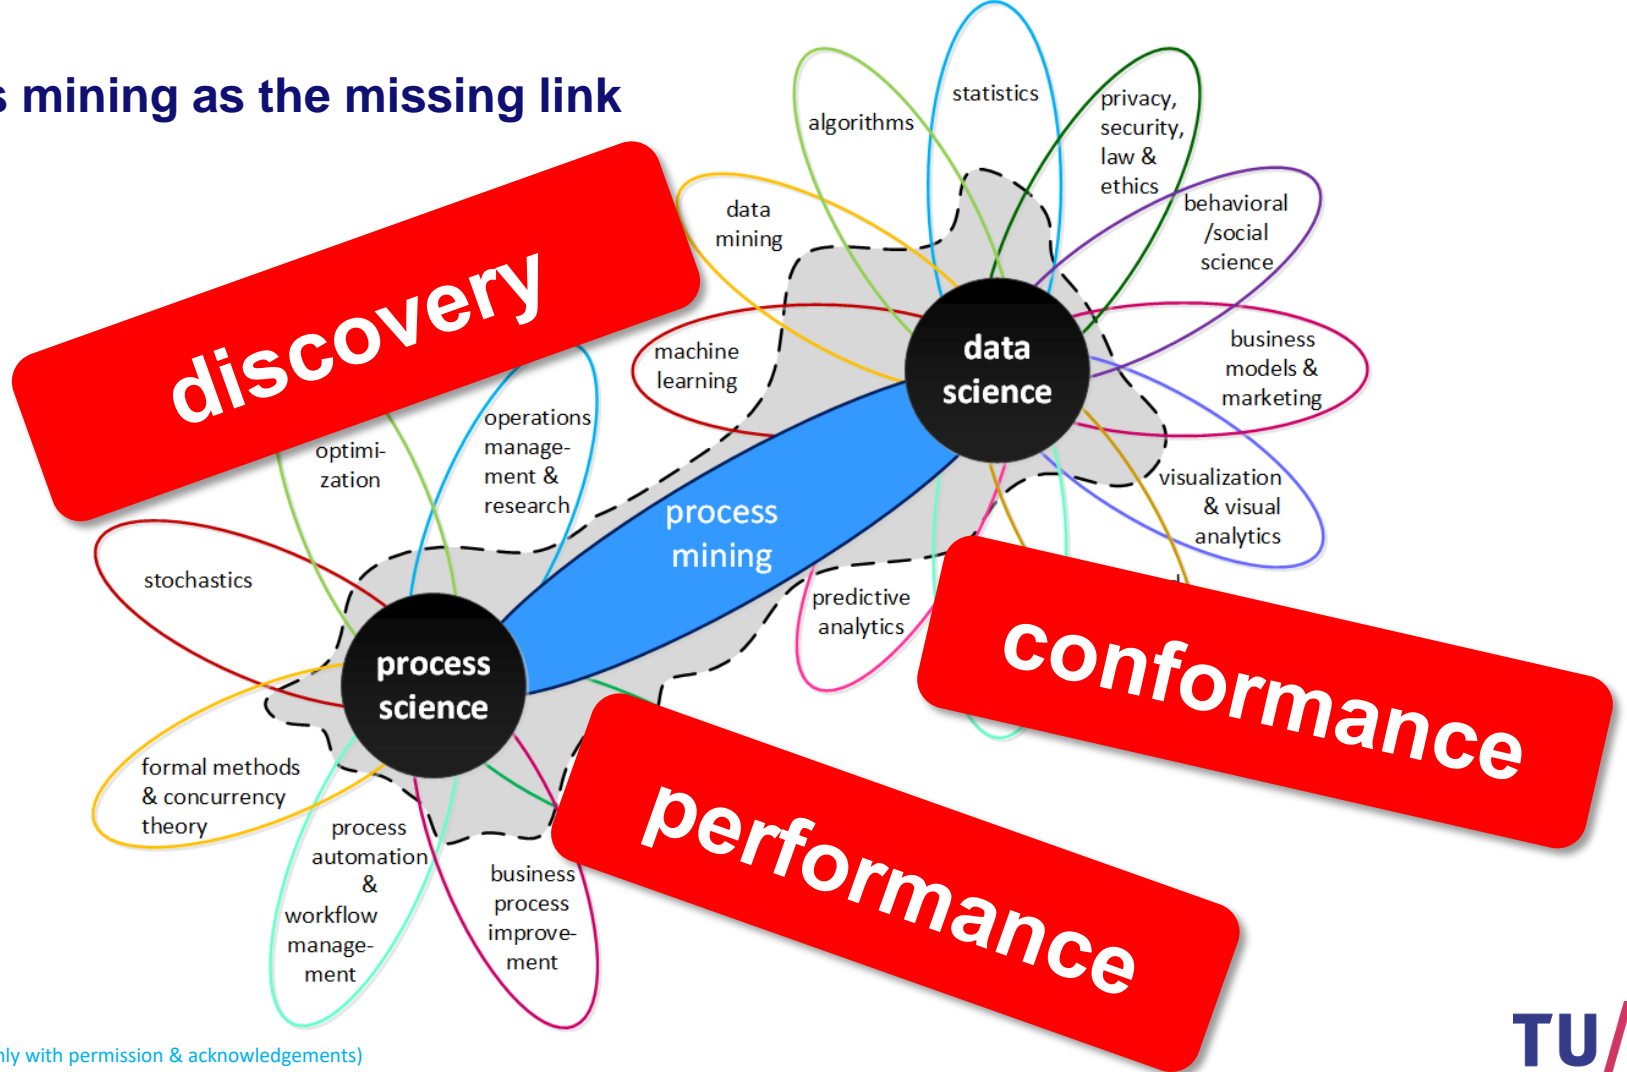 s mining as the missing link
statistics
algorithms
privacy,
security,
law &
ethics
data
mining
behavioral
/social
science
discovery
machine
learning
data
science
business
models &
marketing
optimi-
zation
operations
manage-
ment &
research
visualization
& visual
analytics
process
mining
stochastics
predictive
analytics
conformance
process
science
formal methods
& concurrency
theory
performance
process
automation
&
workflow
manage-
ment
business
process
improve-
ment
nly with permission & acknowledgements)
TU/